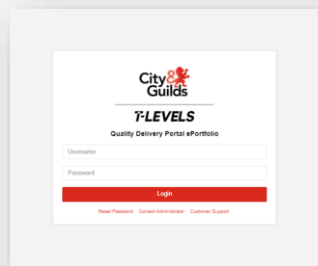 City &
Guilds
T-LEVELS
Quality Delivery Portal ePortfolio
Username
Password
Login
Reset Password Contact Administrator Customer Support